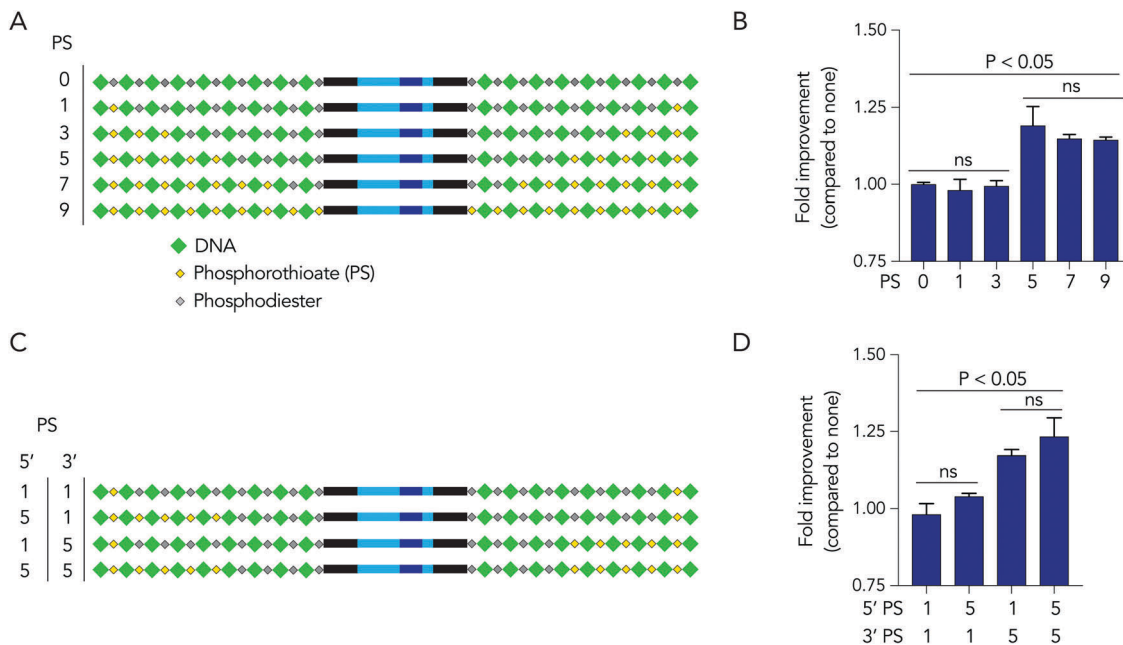 A
PS
0
1
3
5
7
9
DNA
Phosphorothioate (PS)
Phosphodiester
B
Fold improvement
(compared to none)
1.50
1.25
1.00
0.75
P < 0.05
ns
ns
PS 0 1 3 5 7 9
C
PS
5' 3'
1 1
5 1
1 5
5 5
D
Fold improvement
(compared to none)
1.50
1.25
1.00
0.75
P < 0.05
ns
ns
5' PS 1 5 1 5
3' PS 1 1 5 5